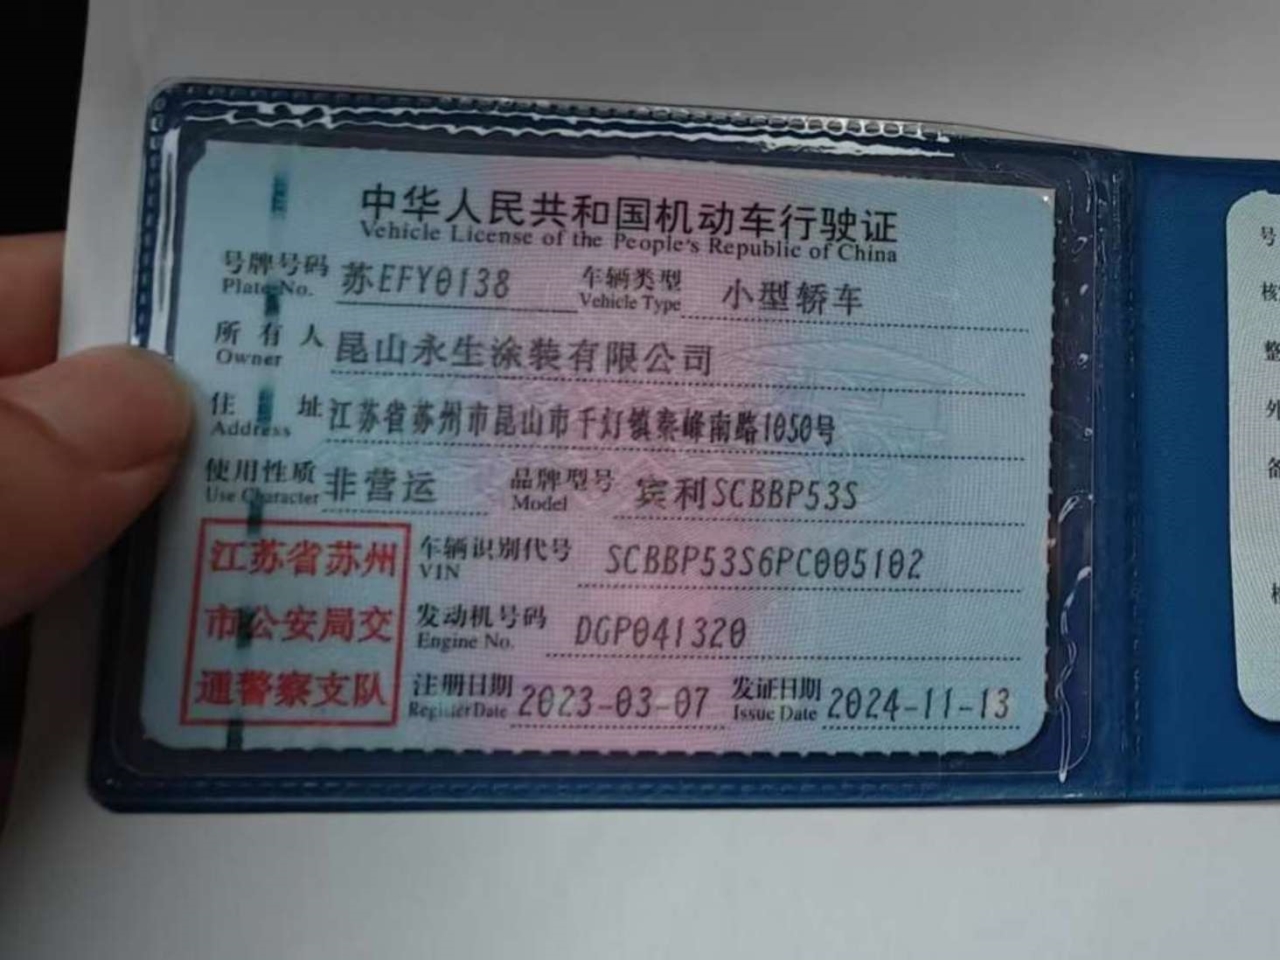 中华人民共和国机动车行驶证
Vehicle License of the People's Republic of China
号牌号码 苏EFY0138 车辆类型 小型轿车
Plate No. Vehicle Type
所有人 昆山永生涂装有限公司
Owner
住址 江苏省苏州市昆山市千灯镇秦峰南路1050号
Address
使用性质 非营运 品牌型号 宾利SCBBP53S
Use Character Model
江苏省苏州
市公安局交
通警察支队
车辆识别代号 SCBBP53S6PC005102
VIN
发动机号码 DGP041320
Engine No.
注册日期 2023-03-07 发证日期 2024-11-13
Register Date Issue Date
号
核
整
外
备